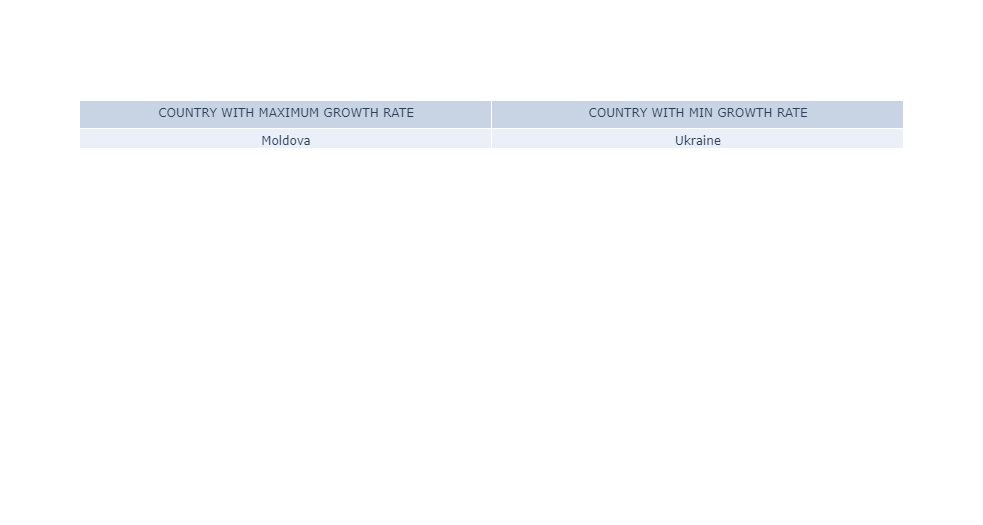 COUNTRY WITH MAXIMUM GROWTH RATE COUNTRY WITH MIN GROWTH RATE
Moldova Ukraine